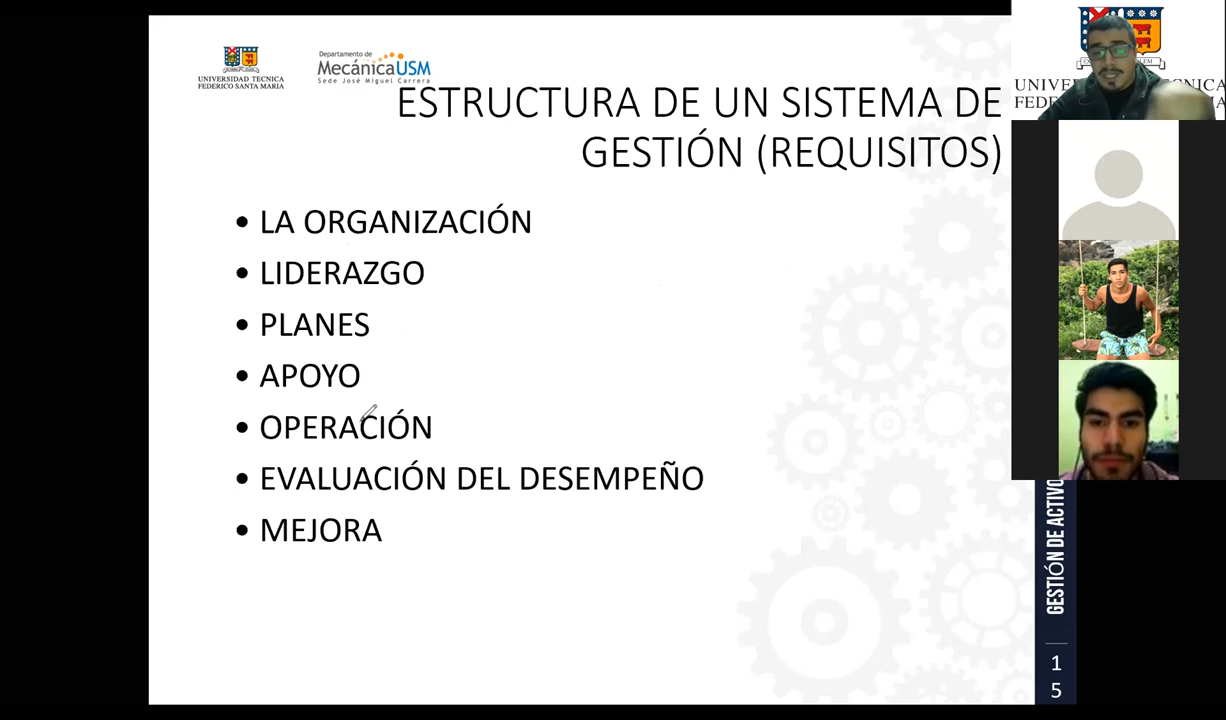 UNIVERSIDAD TECNICA
FEDERICO SANTA MARIA
Departamento de
MecánicaUSM
Sede José Miguel Carrera
ESTRUCTURA DE UN SISTEMA DE
GESTIÓN (REQUISITOS)
• LA ORGANIZACIÓN
• LIDERAZGO
• PLANES
• APOYO
• OPERACIÓN
• EVALUACIÓN DEL DESEMPEÑO
• MEJORA
GESTIÓN DE ACTIVO
1
5